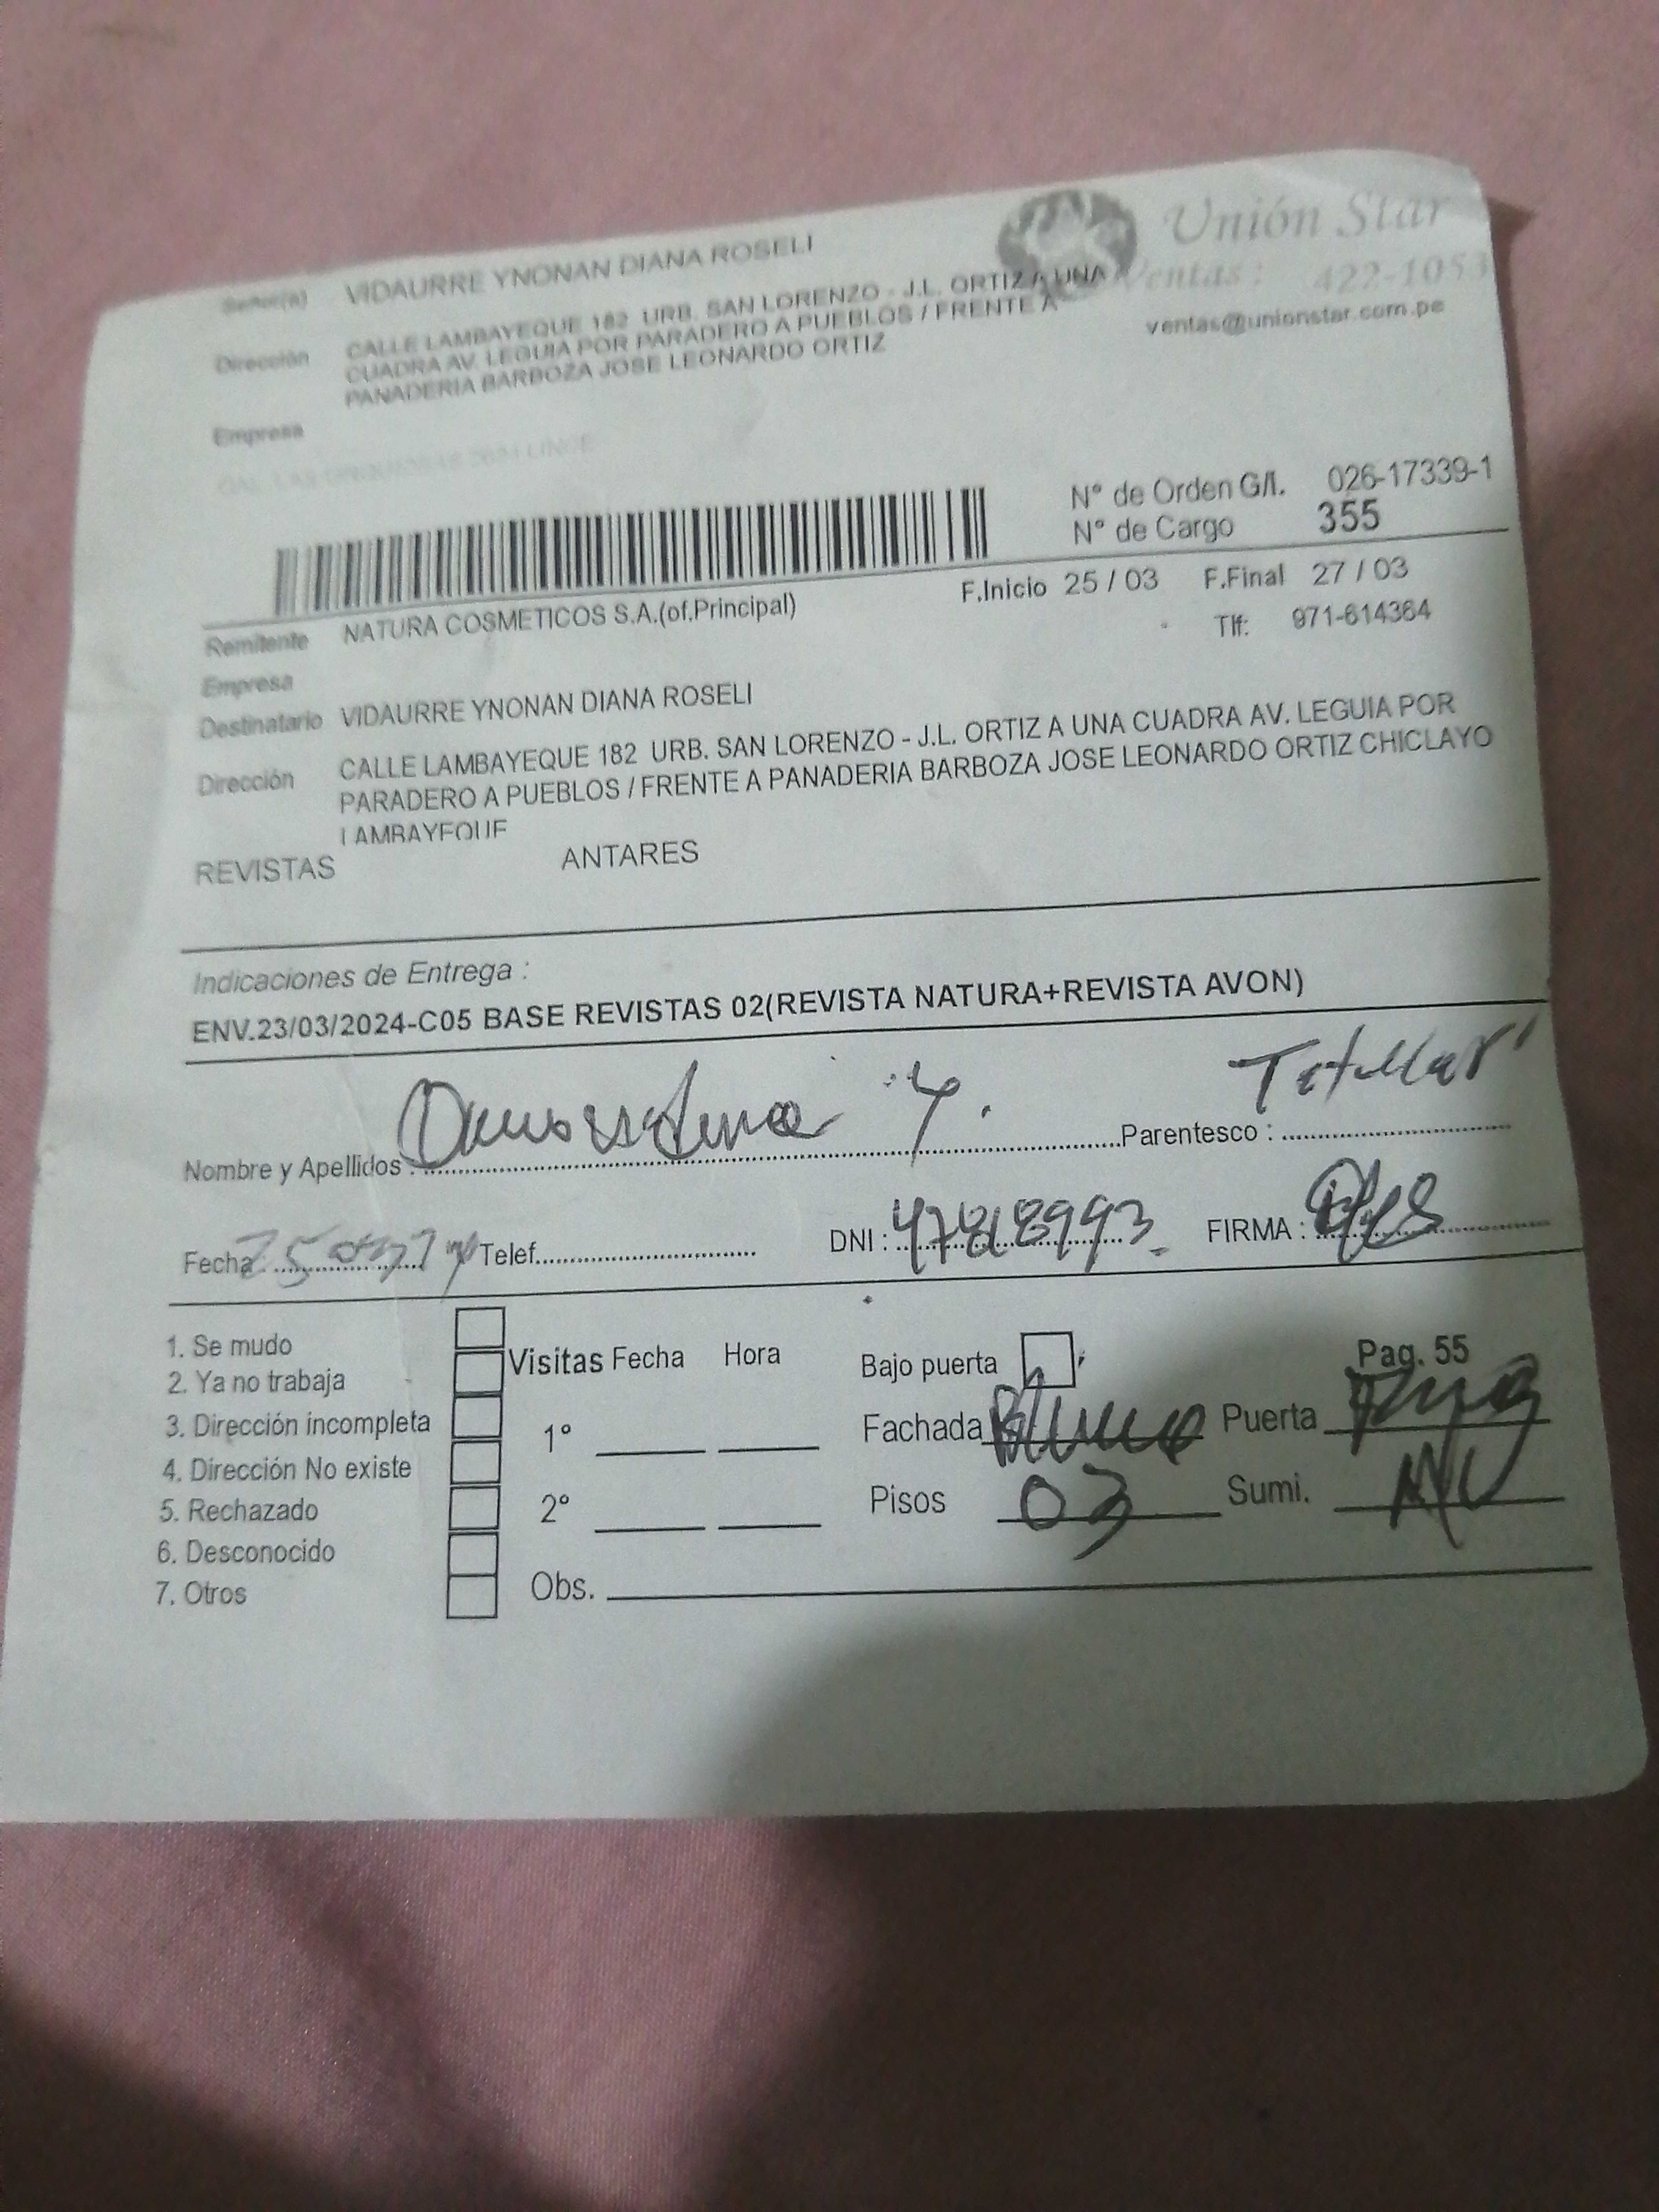 Unión Star
Señor(a) VIDAURRE YNONAN DIANA ROSELI
Ventas : 422-1053
ventas@unionstar.com.pe
Dirección CALLE LAMBAYEQUE 182 URB. SAN LORENZO - J.L. ORTIZ A UNA
CUADRA AV. LEGUIA POR PARADERO A PUEBLOS / FRENTE A
PANADERIA BARBOZA JOSE LEONARDO ORTIZ
Empresa
N° de Orden G/I. 026-17339-1
N° de Cargo 355
F.Inicio 25 / 03 F.Final 27 / 03
Remitente NATURA COSMETICOS S.A.(of.Principal)
Tlf: 971-614364
Empresa
Destinatario VIDAURRE YNONAN DIANA ROSELI
Dirección CALLE LAMBAYEQUE 182 URB. SAN LORENZO - J.L. ORTIZ A UNA CUADRA AV. LEGUIA POR
PARADERO A PUEBLOS / FRENTE A PANADERIA BARBOZA JOSE LEONARDO ORTIZ CHICLAYO
LAMBAYEQUE
REVISTAS ANTARES
Indicaciones de Entrega :
ENV.23/03/2024-C05 BASE REVISTAS 02(REVISTA NATURA+REVISTA AVON)
Nombre y Apellidos : Parentesco :
Fecha Telef. DNI : FIRMA :
1. Se mudo
2. Ya no trabaja
3. Dirección incompleta
4. Dirección No existe
5. Rechazado
6. Desconocido
7. Otros
Visitas Fecha Hora
1°
2°
Obs.
Bajo puerta Pag. 55
Fachada Puerta
Pisos 03 Sumi.